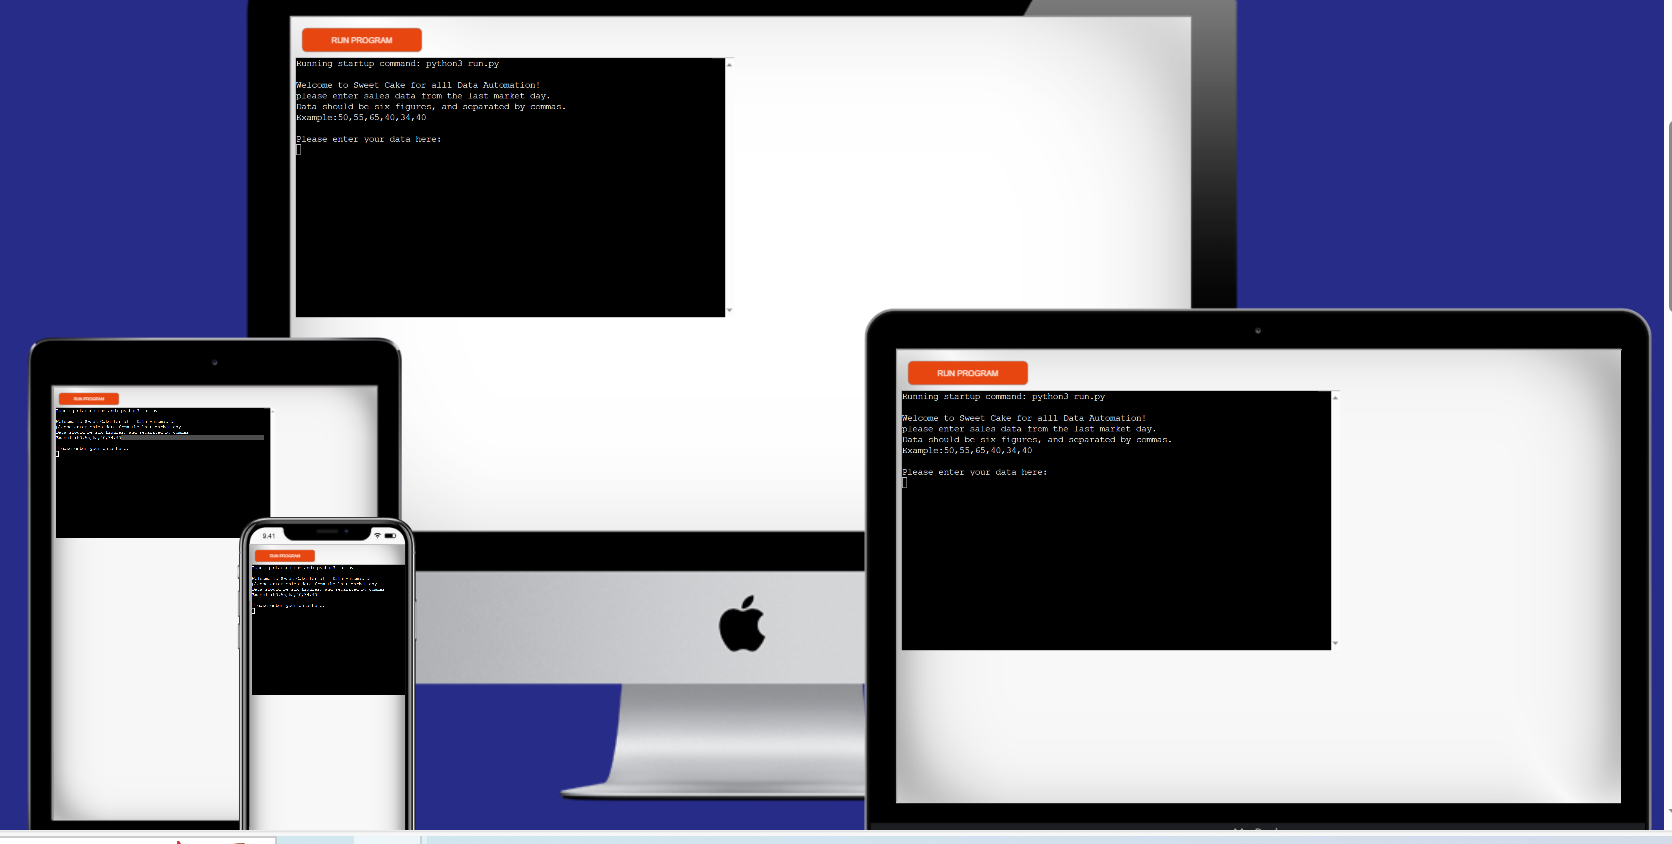 RUN PROGRAM
Running startup command: python3 run.py
Welcome to Sweet Cake for alll Data Automation!
please enter sales data from the last market day.
Data should be six figures, and separated by commas.
Example:50,55,65,40,34,40
Please enter your data here:
RUN PROGRAM
Running startup command: python3 run.py
Welcome to Sweet Cake for alll Data Automation!
please enter sales data from the last market day.
Data should be six figures, and separated by commas.
Example:50,55,65,40,34,40
Please enter your data here:
RUN PROGRAM
9:41
RUN PROGRAM